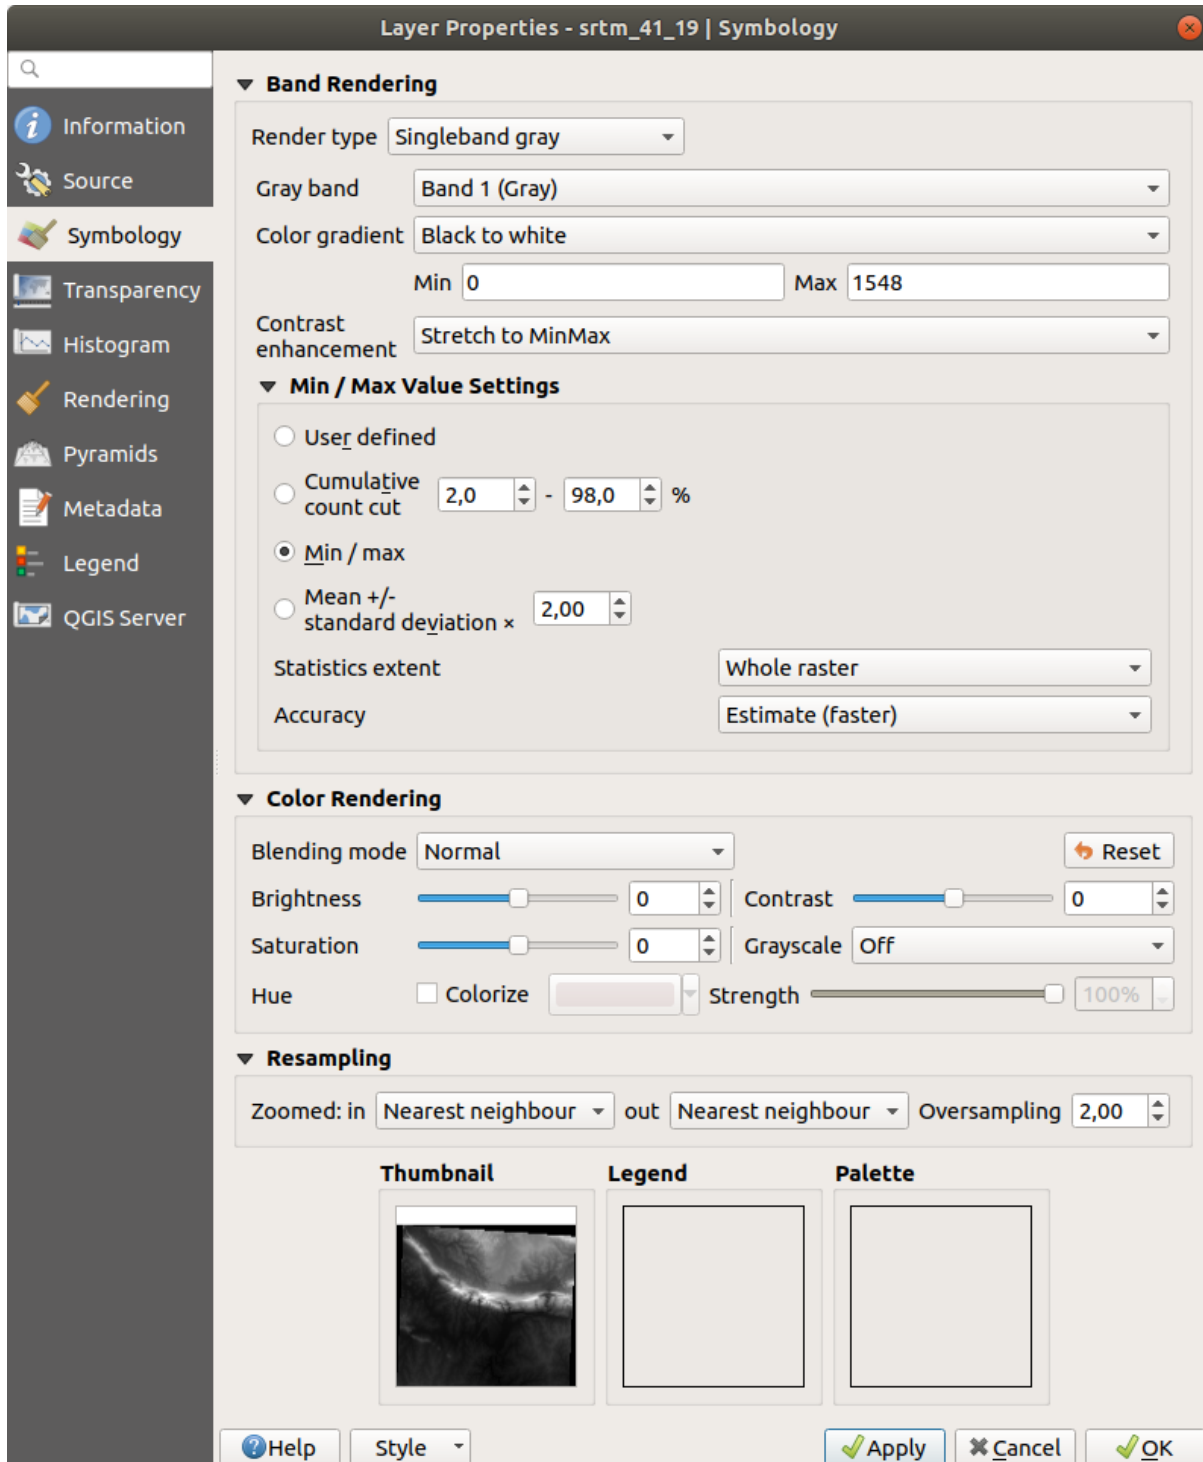 Layer Properties - srtm_41_19 | Symbology
Information
Source
Symbology
Transparency
Histogram
Rendering
Pyramids
Metadata
Legend
QGIS Server
Band Rendering
Render type Singleband gray
Gray band Band 1 (Gray)
Color gradient Black to white
Min 0 Max 1548
Contrast
enhancement Stretch to MinMax
Min / Max Value Settings
User defined
Cumulative
count cut 2,0 - 98,0 %
Min / max
Mean +/-
standard deviation × 2,00
Statistics extent Whole raster
Accuracy Estimate (faster)
Color Rendering
Blending mode Normal Reset
Brightness 0 Contrast 0
Saturation 0 Grayscale Off
Hue Colorize Strength 100%
Resampling
Zoomed: in Nearest neighbour out Nearest neighbour Oversampling 2,00
Thumbnail Legend Palette
Help Style Apply Cancel OK